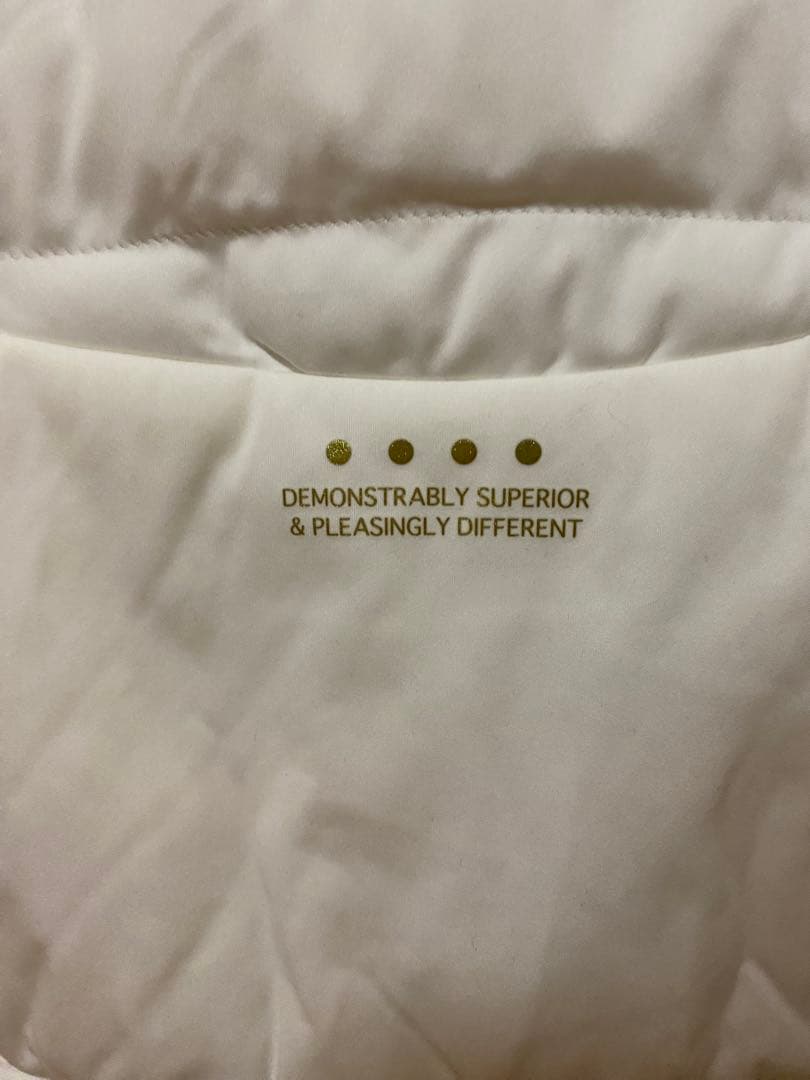 DEMONSTRABLY SUPERIOR
& PLEASINGLY DIFFERENT